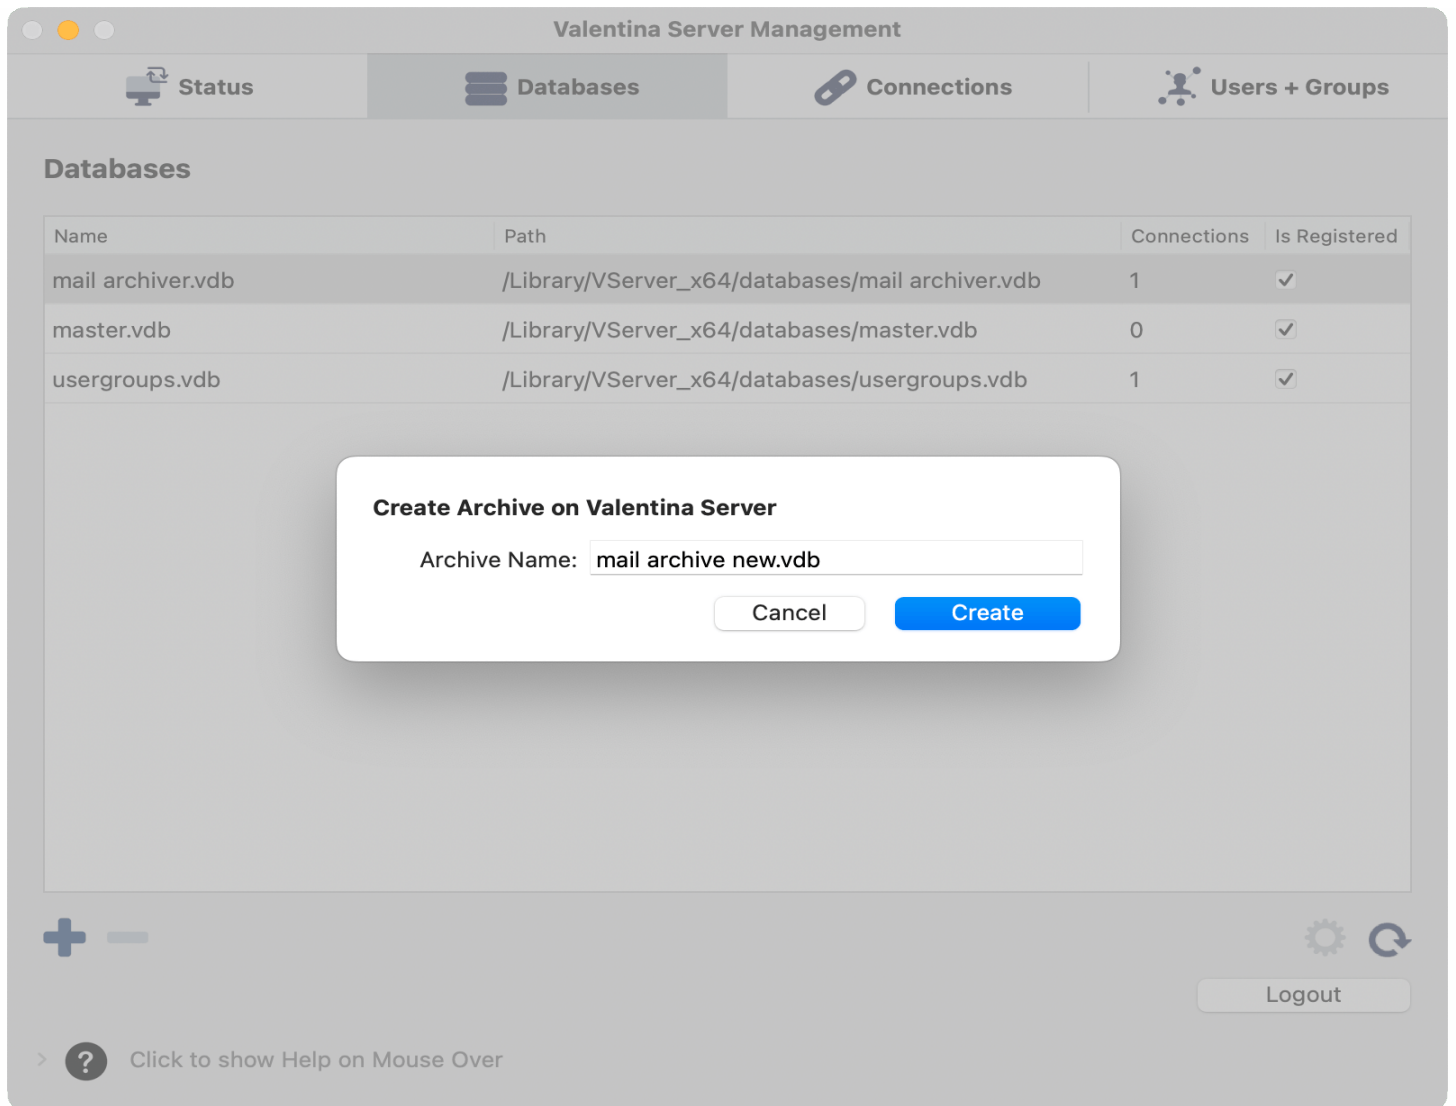 Valentina Server Management
Status Databases Connections Users + Groups
Databases
Name Path Connections Is Registered
mail archiver.vdb /Library/VServer_x64/databases/mail archiver.vdb 1
master.vdb /Library/VServer_x64/databases/master.vdb 0
usergroups.vdb /Library/VServer_x64/databases/usergroups.vdb 1
Create Archive on Valentina Server
Archive Name: mail archive new.vdb
Cancel Create
Logout
? Click to show Help on Mouse Over